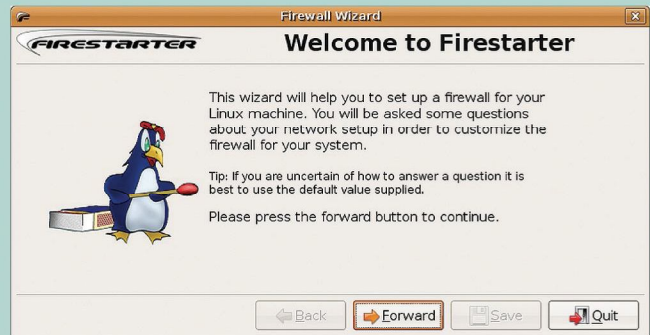 Firewall Wizard
FIRESTARTER
Welcome to Firestarter
This wizard will help you to set up a firewall for your
Linux machine. You will be asked some questions
about your network setup in order to customize the
firewall for your system.
Tip: If you are uncertain of how to answer a question it is
best to use the default value supplied.
Please press the forward button to continue.
Back
Forward
Save
Quit